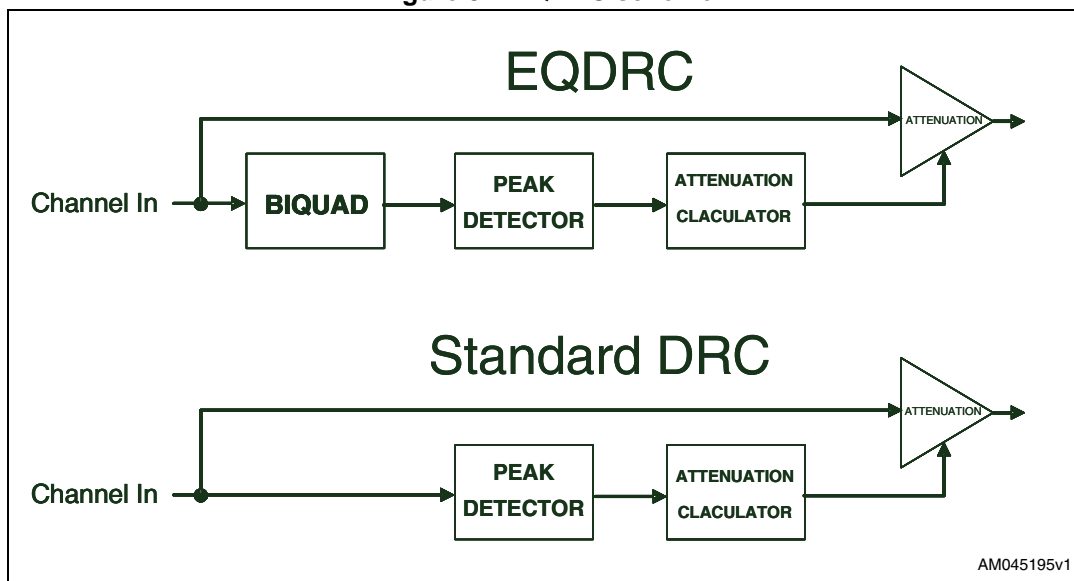 EQDRC
ATTENUATION
Channel In
BIQUAD
PEAK
DETECTOR
ATTENUATION
CLACULATOR
Standard DRC
ATTENUATION
Channel In
PEAK
DETECTOR
ATTENUATION
CLACULATOR
AM045195v1